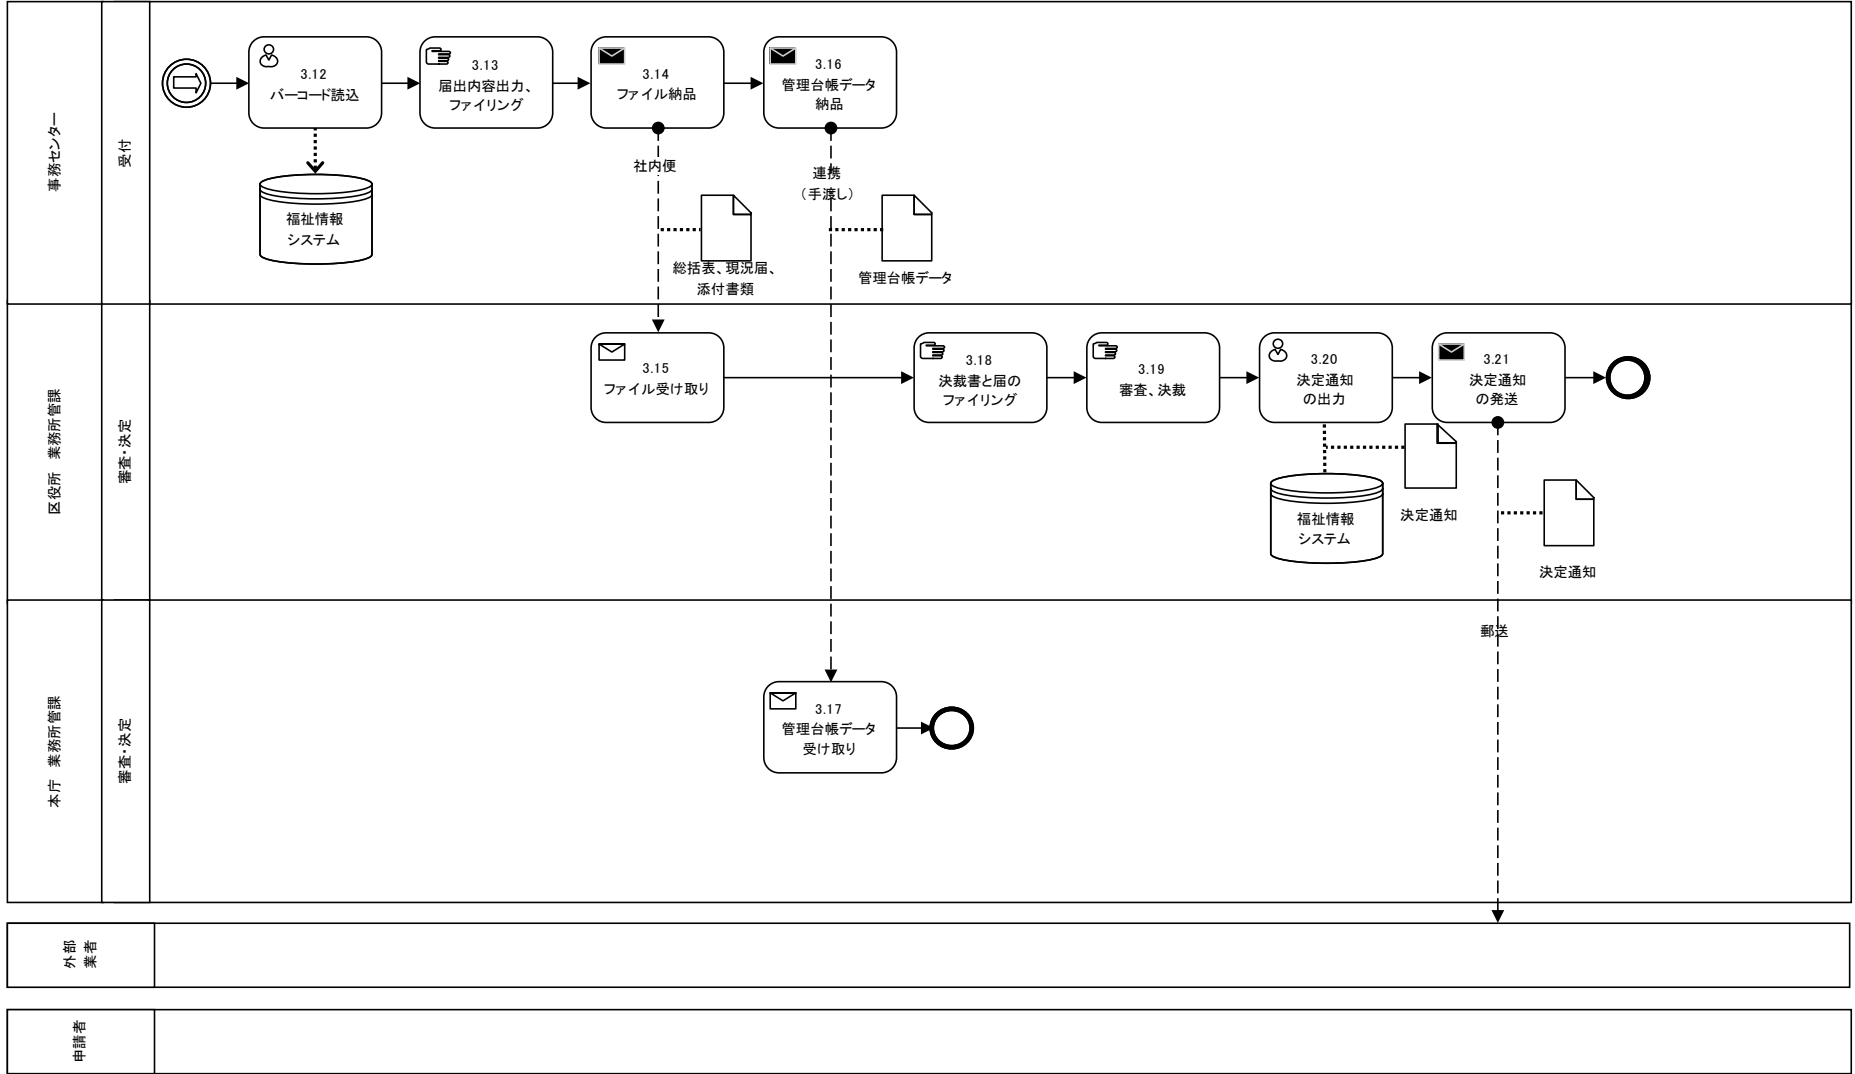 事務センター
受付
3.12
バーコード読込
3.13
届出内容出力、
ファイリング
3.14
ファイル納品
3.16
管理台帳データ
納品
社内便
連携
（手渡し）
福祉情報
システム
総括表、現況届、
添付書類
管理台帳データ
区役所　業務所管課
審査・決定
3.15
ファイル受け取り
3.18
決裁書と届の
ファイリング
3.19
審査、決裁
3.20
決定通知
の出力
3.21
決定通知
の発送
福祉情報
システム
決定通知
決定通知
本庁　業務所管課
審査・決定
郵送
3.17
管理台帳データ
受け取り
外部
業者
申請者